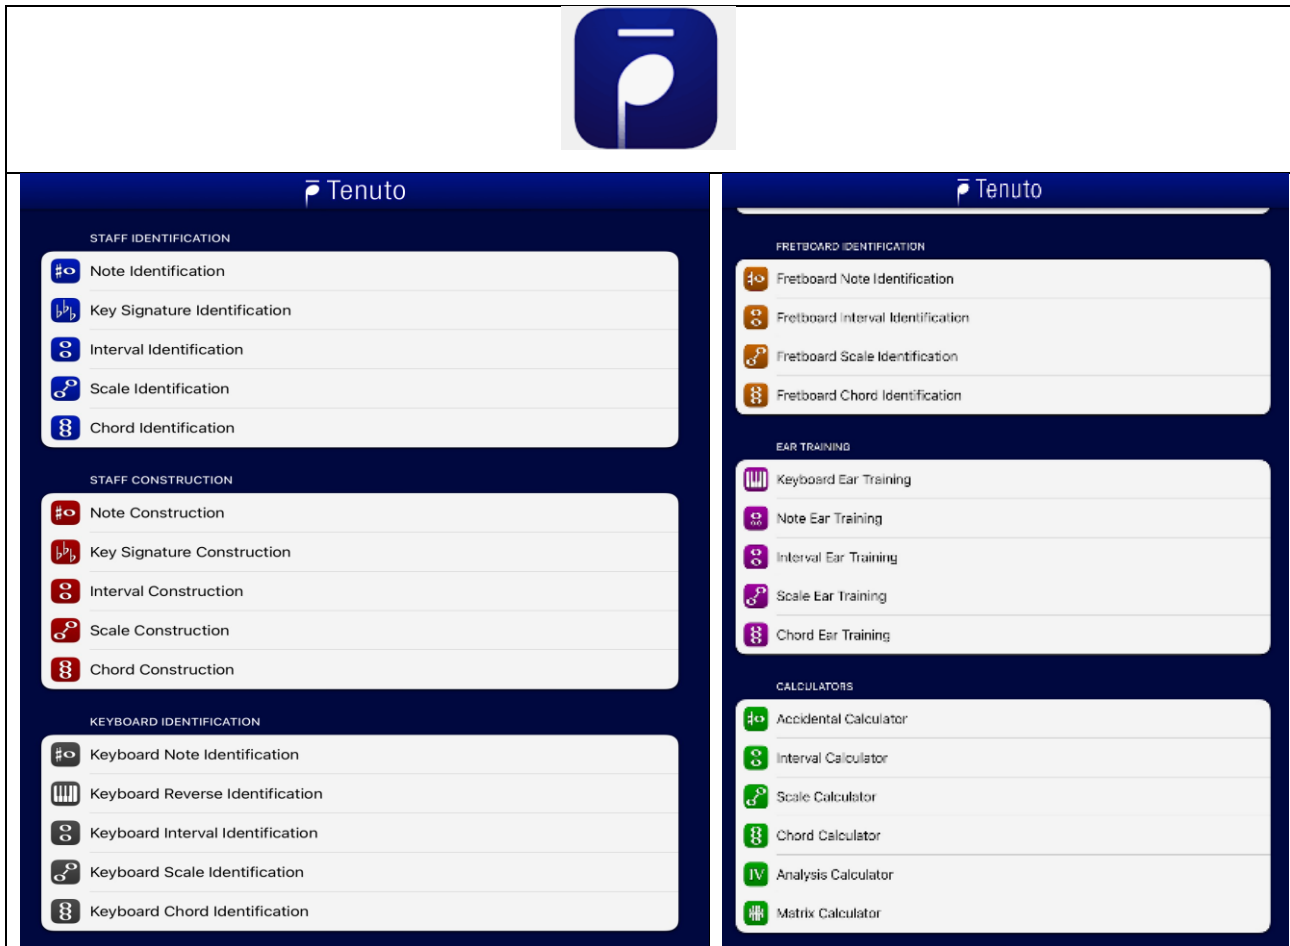 Tenuto
STAFF IDENTIFICATION
Note Identification
Key Signature Identification
Interval Identification
Scale Identification
Chord Identification
STAFF CONSTRUCTION
Note Construction
Key Signature Construction
Interval Construction
Scale Construction
Chord Construction
KEYBOARD IDENTIFICATION
Keyboard Note Identification
Keyboard Reverse Identification
Keyboard Interval Identification
Keyboard Scale Identification
Keyboard Chord Identification
Tenuto
FRETBOARD IDENTIFICATION
Fretboard Note Identification
Fretboard Interval Identification
Fretboard Scale Identification
Fretboard Chord Identification
EAR TRAINING
Keyboard Ear Training
Note Ear Training
Interval Ear Training
Scale Ear Training
Chord Ear Training
CALCULATORS
Accidental Calculator
Interval Calculator
Scale Calculator
Chord Calculator
IV Analysis Calculator
Matrix Calculator